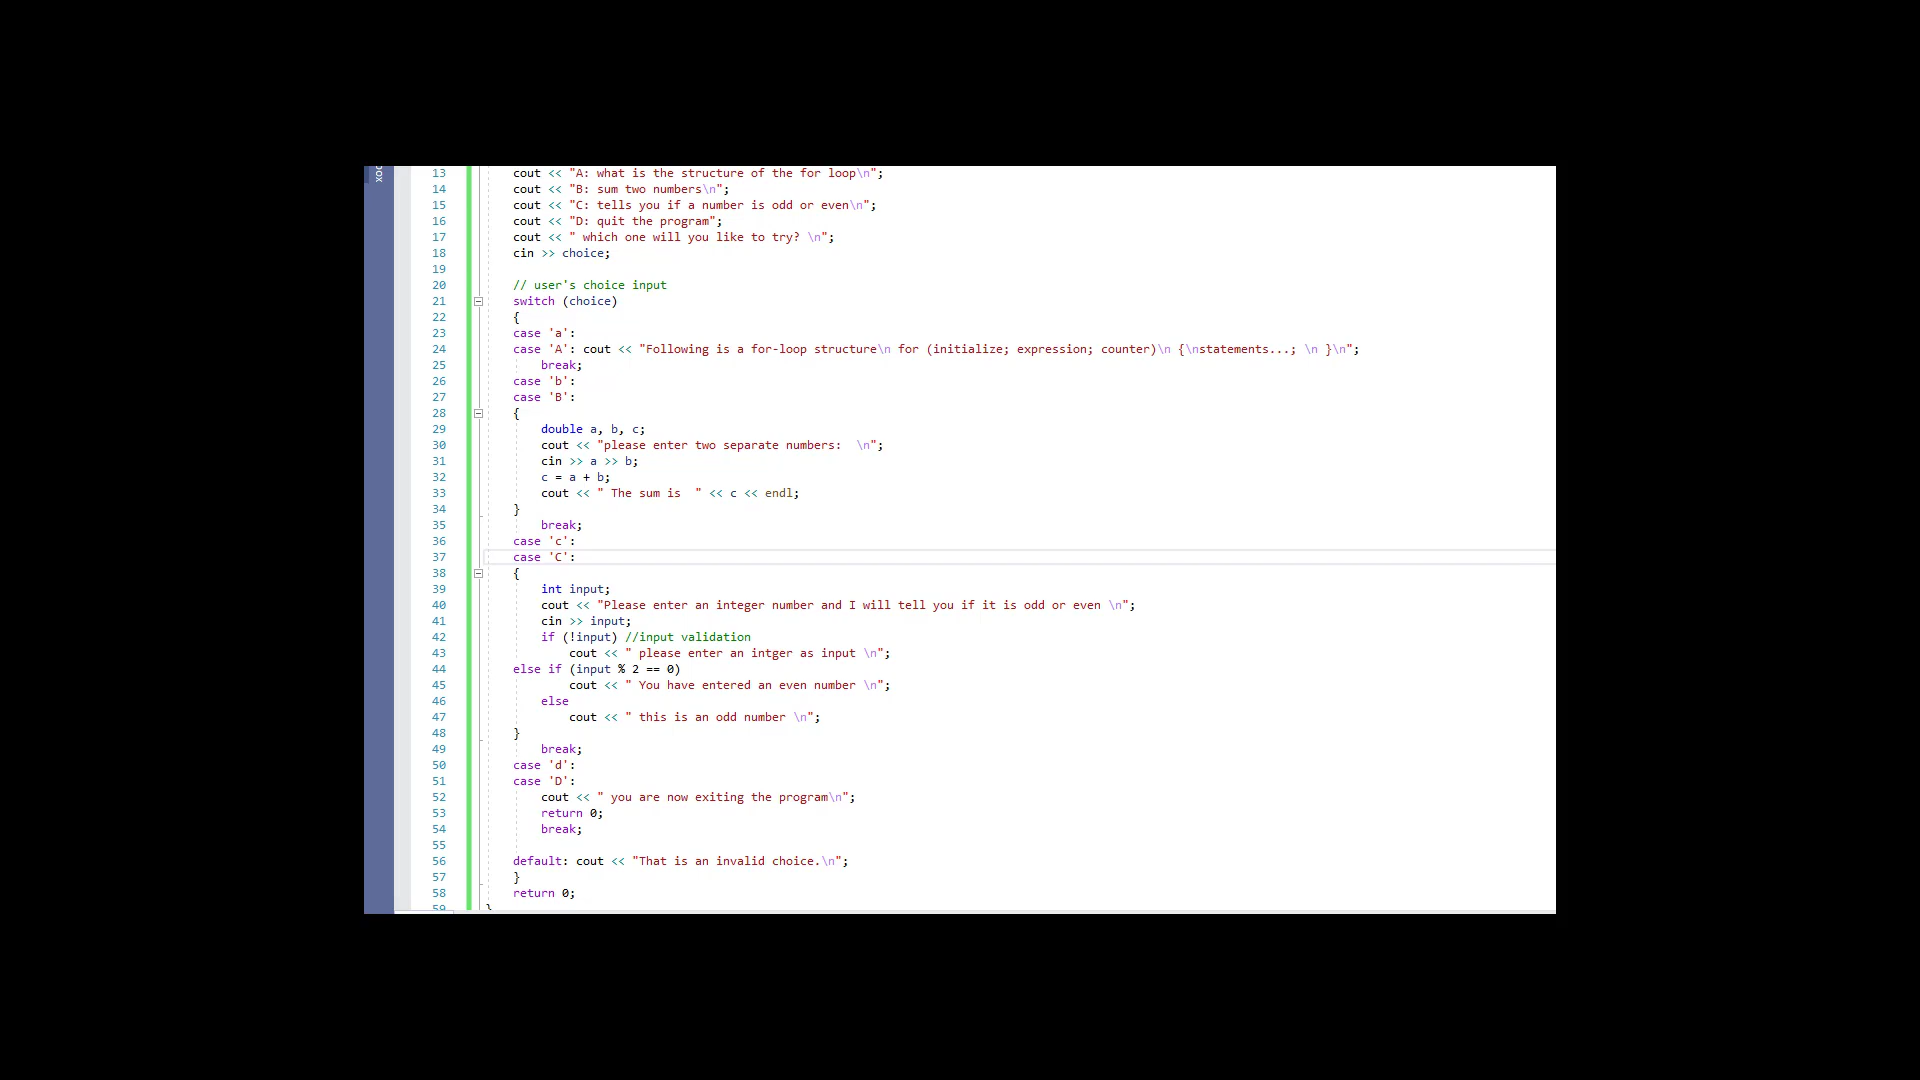 13 cout << "A: what is the structure of the for loop\n";
14 cout << "B: sum two numbers\n";
15 cout << "C: tells you if a number is odd or even\n";
16 cout << "D: quit the program";
17 cout << " which one will you like to try? \n";
18 cin >> choice;
19
20 // user's choice input
21 switch (choice)
22 {
23 case 'a':
24 case 'A': cout << "Following is a for-loop structure\n for (initialize; expression; counter)\n {\nstatements...; \n }\n";
25 break;
26 case 'b':
27 case 'B':
28 {
29 double a, b, c;
30 cout << "please enter two separate numbers:  \n";
31 cin >> a >> b;
32 c = a + b;
33 cout << " The sum is  " << c << endl;
34 }
35 break;
36 case 'c':
37 case 'C':
38 {
39 int input;
40 cout << "Please enter an integer number and I will tell you if it is odd or even \n";
41 cin >> input;
42 if (!input) //input validation
43 cout << " please enter an intger as input \n";
44 else if (input % 2 == 0)
45 cout << " You have entered an even number \n";
46 else
47 cout << " this is an odd number \n";
48 }
49 break;
50 case 'd':
51 case 'D':
52 cout << " you are now exiting the program\n";
53 return 0;
54 break;
55
56 default: cout << "That is an invalid choice.\n";
57 }
58 return 0;
59 }